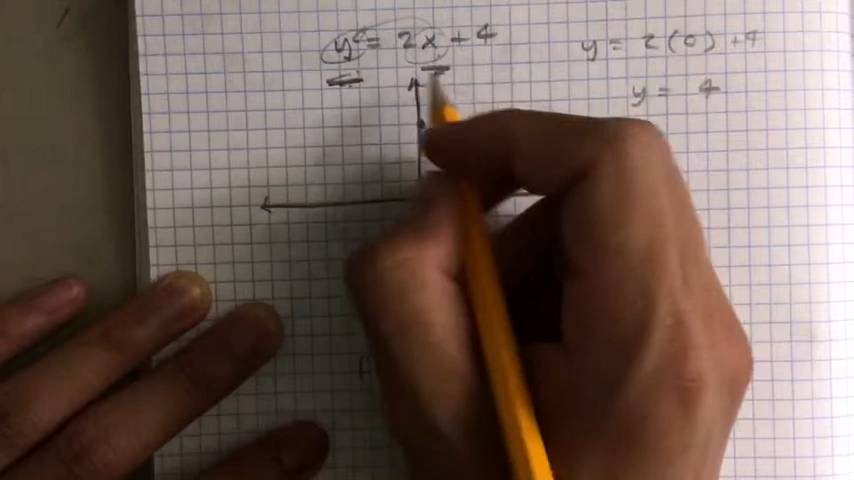 y = 2x + 4
y = 2(0) + 4
y = 4